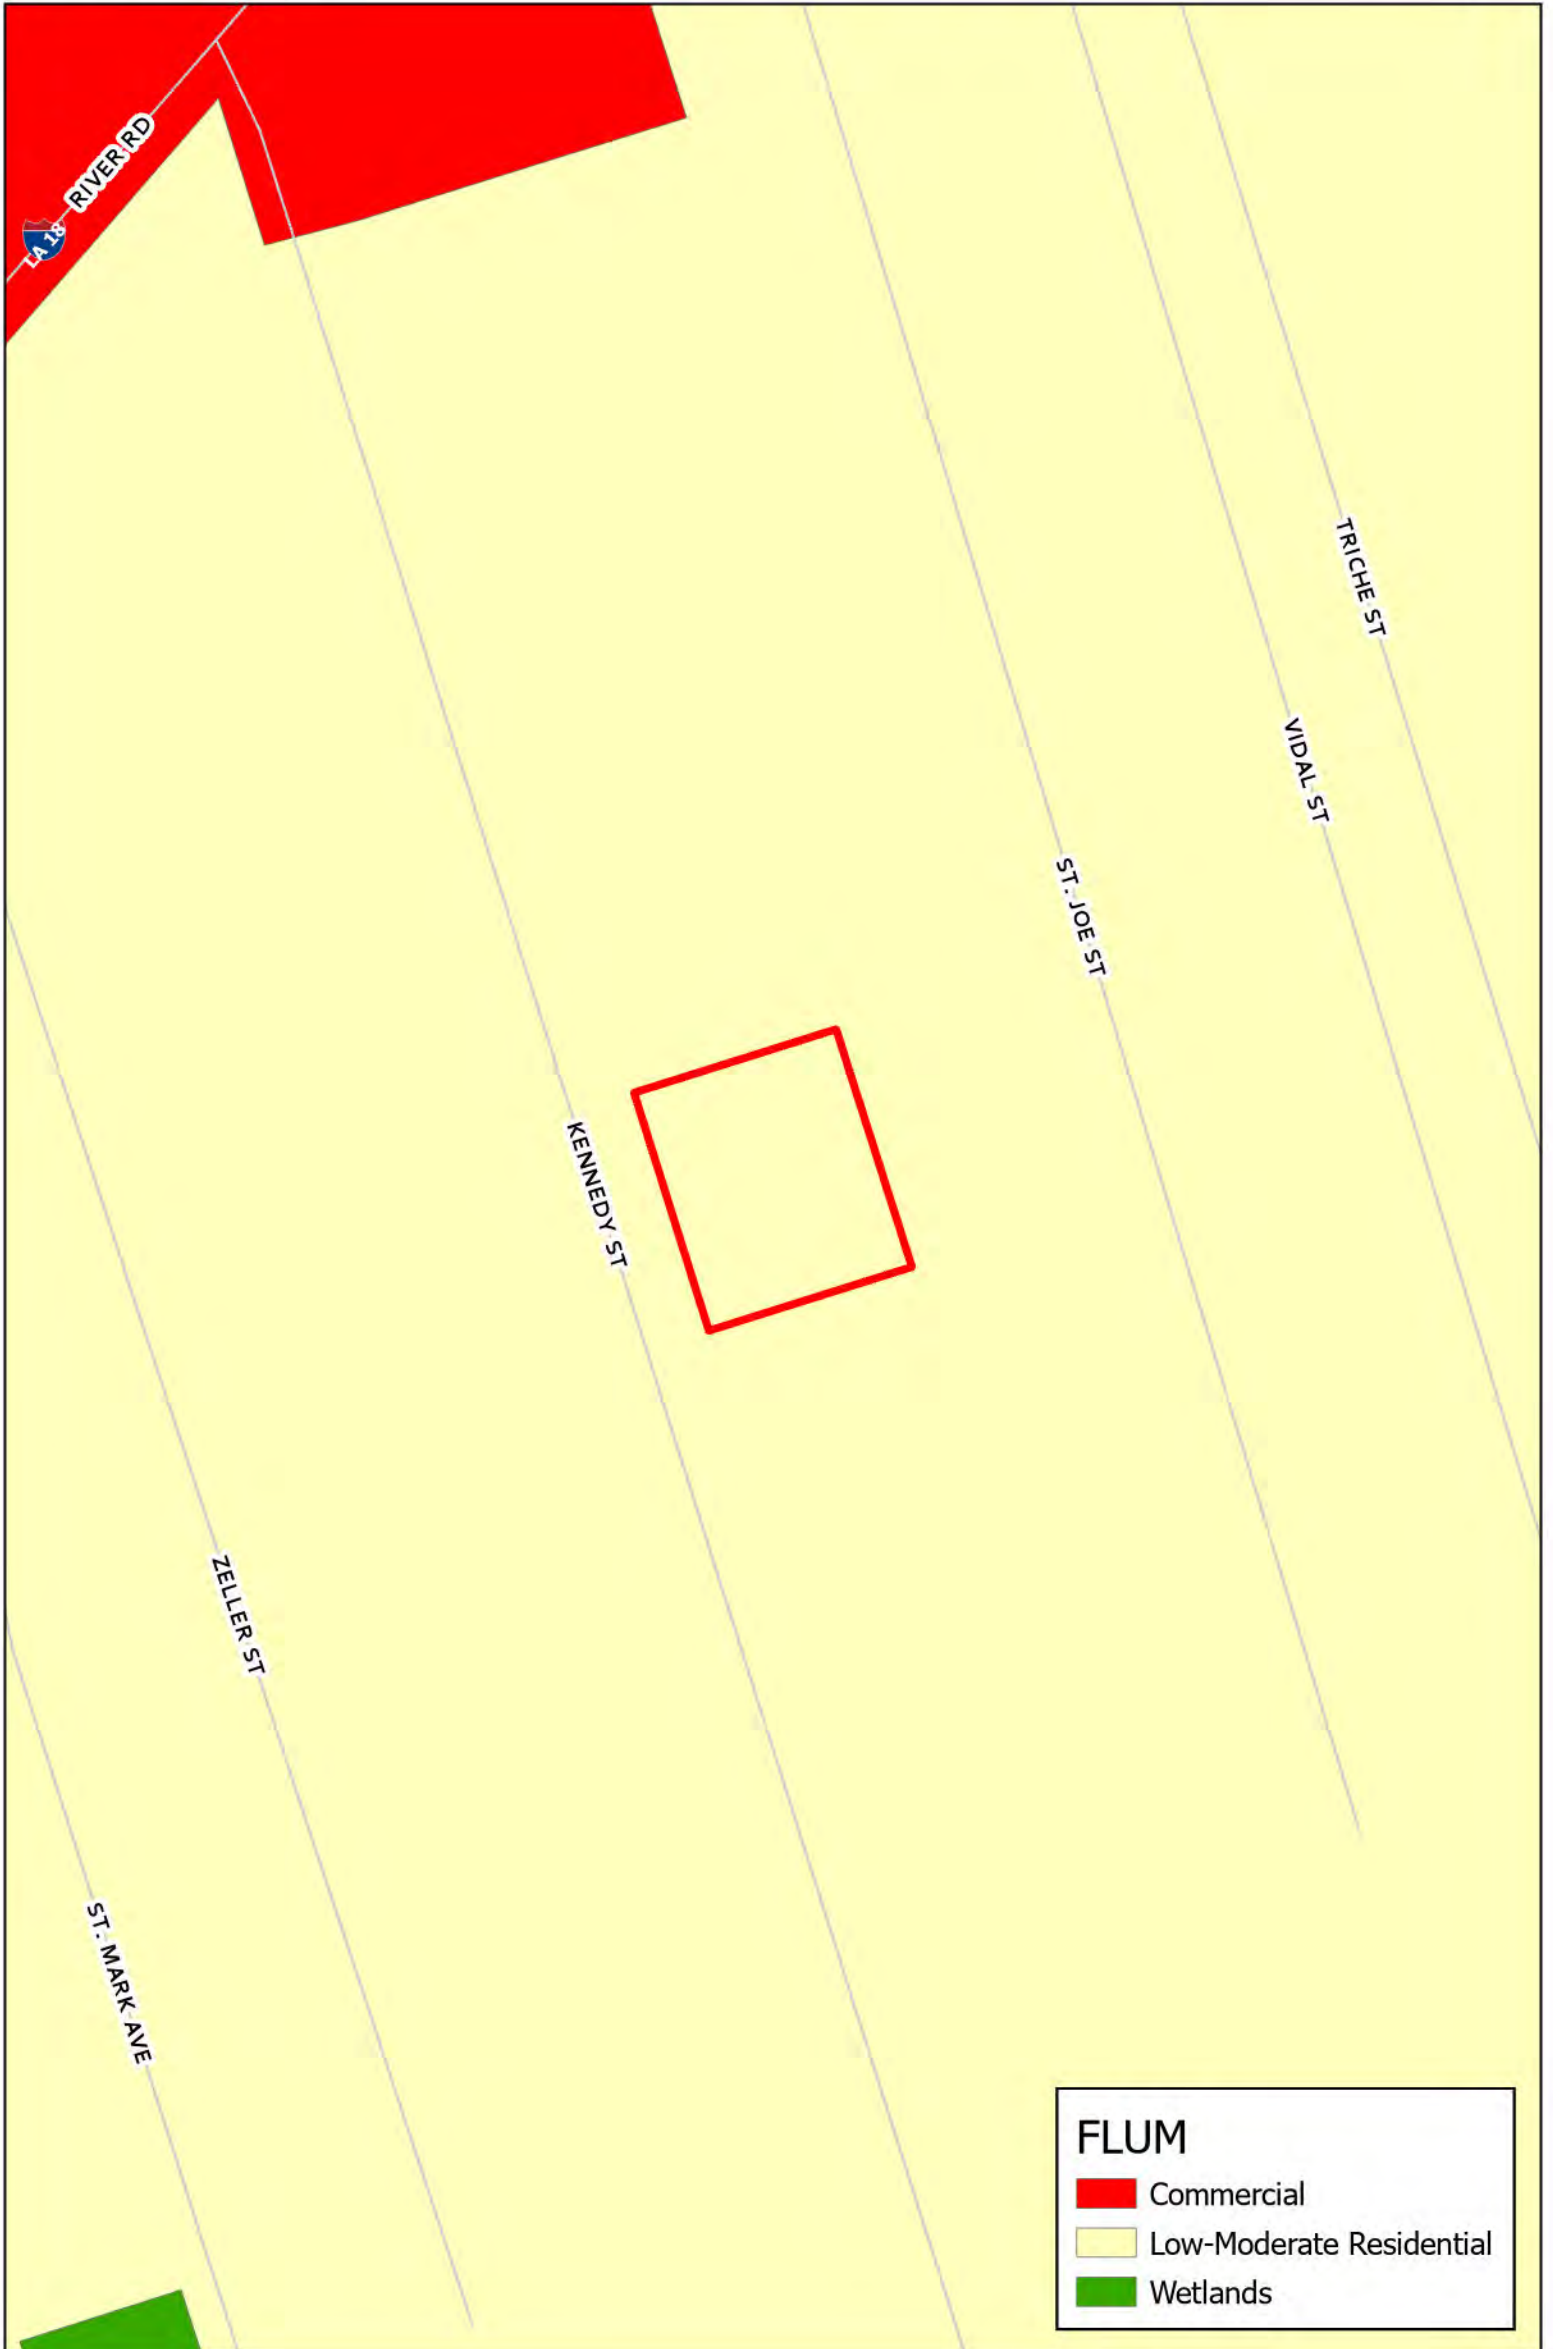 RIVER RD
LA 18
TRICHE ST
VIDAL ST
ST. JOE ST
KENNEDY ST
ZELLER ST
ST. MARK AVE
FLUM
Commercial
Low-Moderate Residential
Wetlands